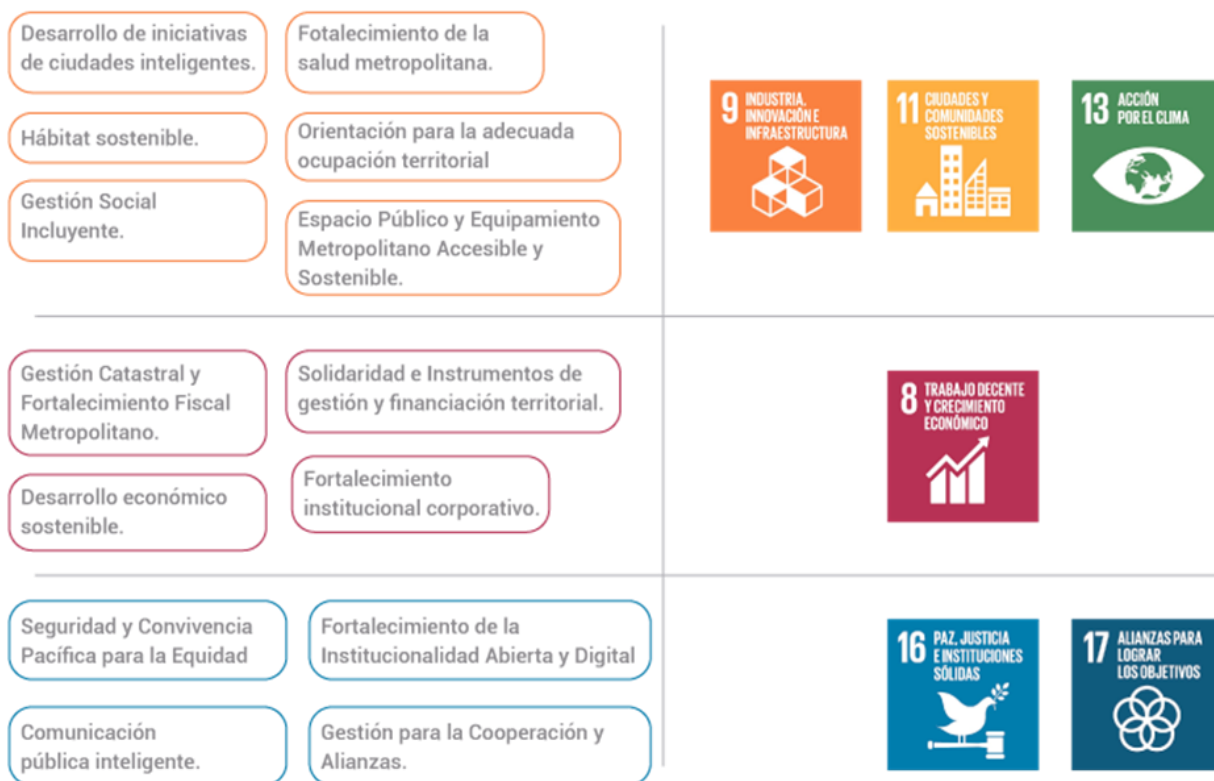 Desarrollo de iniciativas
de ciudades inteligentes.
Fotalecimiento de la
salud metropolitana.
Hábitat sostenible.
Orientación para la adecuada
ocupación territorial
Gestión Social
Incluyente.
Espacio Público y Equipamiento
Metropolitano Accesible y
Sostenible.
9 INDUSTRIA,
INNOVACIÓN E
INFRAESTRUCTURA
11 CIUDADES Y
COMUNIDADES
SOSTENIBLES
13 ACCIÓN
POR EL CLIMA
Gestión Catastral y
Fortalecimiento Fiscal
Metropolitano.
Solidaridad e Instrumentos de
gestión y financiación territorial.
Desarrollo económico
sostenible.
Fortalecimiento
institucional corporativo.
8 TRABAJO DECENTE
Y CRECIMIENTO
ECONÓMICO
Seguridad y Convivencia
Pacífica para la Equidad
Fortalecimiento de la
Institucionalidad Abierta y Digital
Comunicación
pública inteligente.
Gestión para la Cooperación y
Alianzas.
16 PAZ, JUSTICIA
E INSTITUCIONES
SÓLIDAS
17 ALIANZAS PARA
LOGRAR
LOS OBJETIVOS